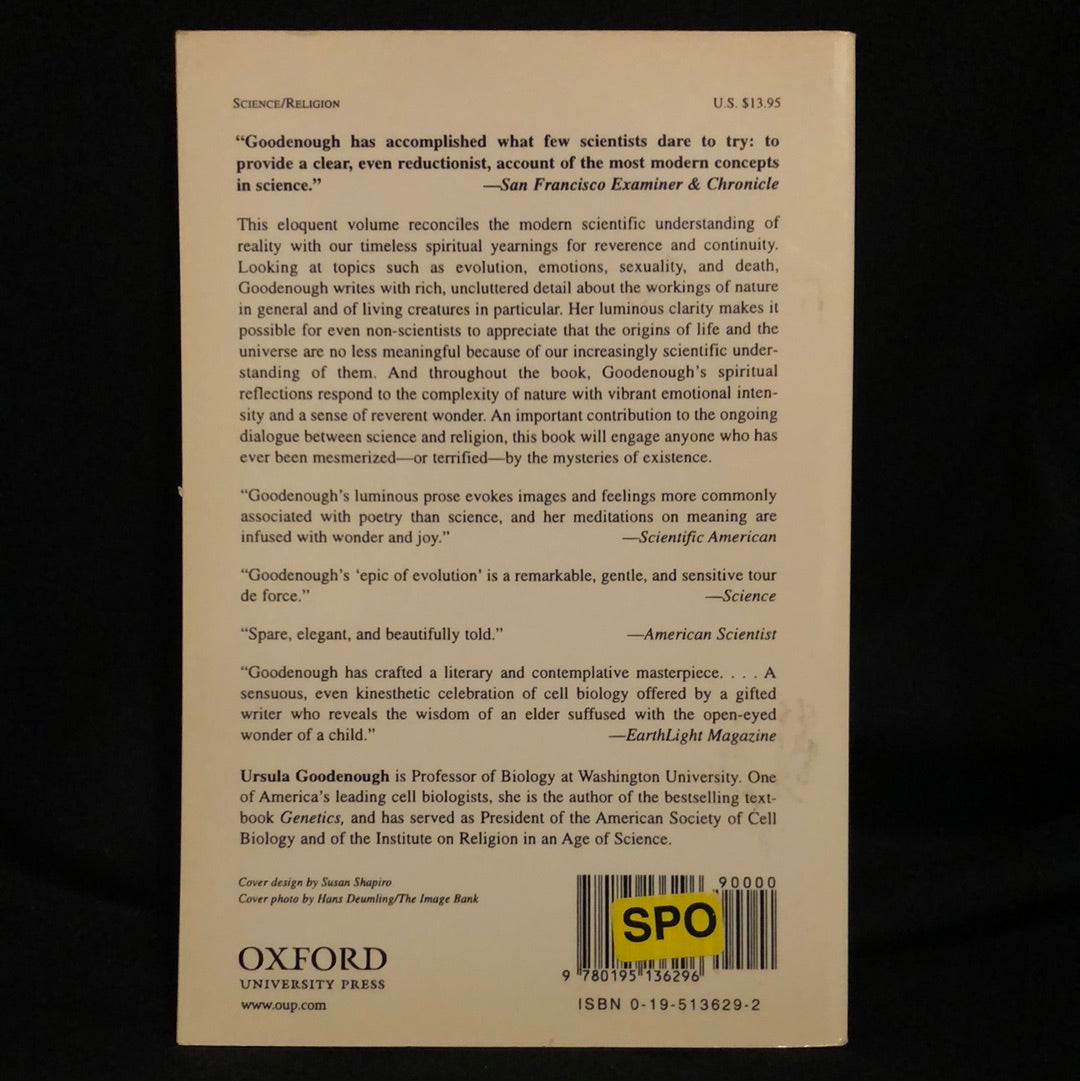 SCIENCE/RELIGION
U.S. $13.95
“Goodenough has accomplished what few scientists dare to try: to
provide a clear, even reductionist, account of the most modern concepts
in science.” —San Francisco Examiner & Chronicle
This eloquent volume reconciles the modern scientific understanding of
reality with our timeless spiritual yearnings for reverence and continuity.
Looking at topics such as evolution, emotions, sexuality, and death,
Goodenough writes with rich, uncluttered detail about the workings of nature
in general and of living creatures in particular. Her luminous clarity makes it
possible for even non-scientists to appreciate that the origins of life and the
universe are no less meaningful because of our increasingly scientific under-
standing of them. And throughout the book, Goodenough’s spiritual
reflections respond to the complexity of nature with vibrant emotional inten-
sity and a sense of reverent wonder. An important contribution to the ongoing
dialogue between science and religion, this book will engage anyone who has
ever been mesmerized—or terrified—by the mysteries of existence.
“Goodenough’s luminous prose evokes images and feelings more commonly
associated with poetry than science, and her meditations on meaning are
infused with wonder and joy.” —Scientific American
“Goodenough’s ‘epic of evolution’ is a remarkable, gentle, and sensitive tour
de force.” —Science
“Spare, elegant, and beautifully told.” —American Scientist
“Goodenough has crafted a literary and contemplative masterpiece. . . . A
sensuous, even kinesthetic celebration of cell biology offered by a gifted
writer who reveals the wisdom of an elder suffused with the open-eyed
wonder of a child.” —EarthLight Magazine
Ursula Goodenough is Professor of Biology at Washington University. One
of America’s leading cell biologists, she is the author of the bestselling text-
book Genetics, and has served as President of the American Society of Cell
Biology and of the Institute on Religion in an Age of Science.
Cover design by Susan Shapiro
Cover photo by Hans Deumling/The Image Bank
OXFORD
UNIVERSITY PRESS
www.oup.com
90000
SPO
9 780195 136296
ISBN 0-19-513629-2